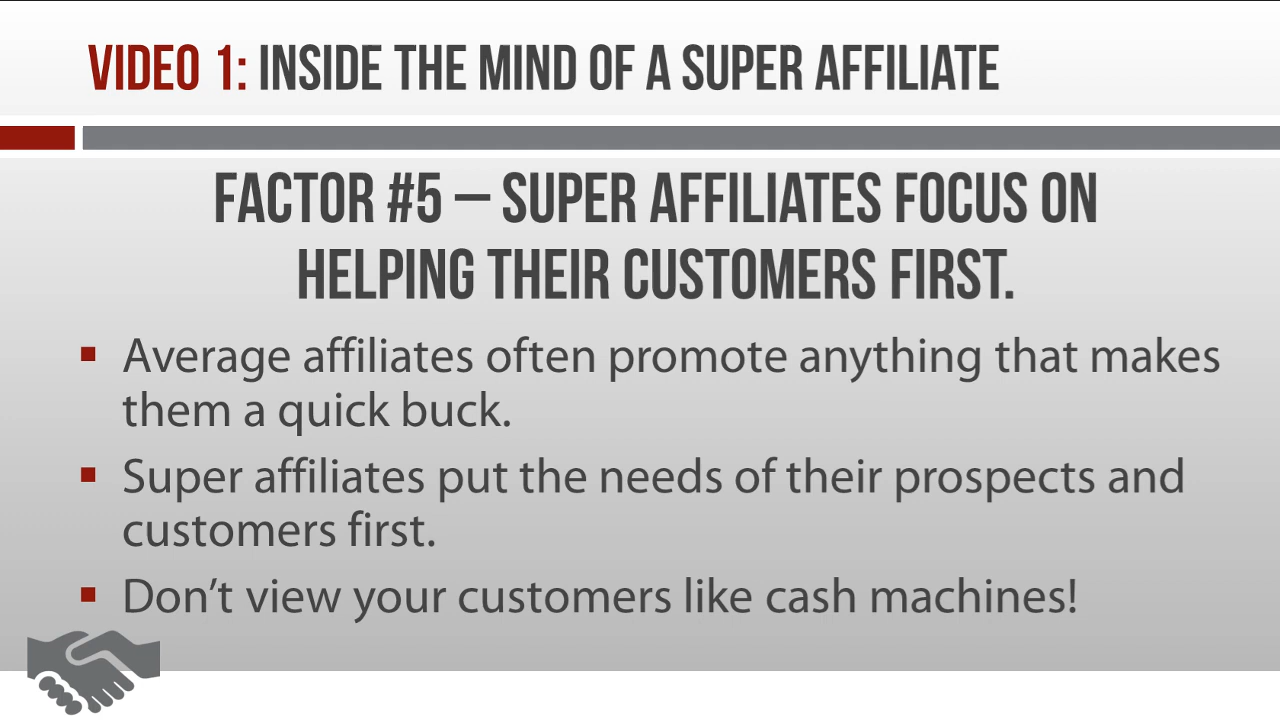 VIDEO 1: INSIDE THE MIND OF A SUPER AFFILIATE
FACTOR #5 – SUPER AFFILIATES FOCUS ON
HELPING THEIR CUSTOMERS FIRST.
Average affiliates often promote anything that makes
them a quick buck.
Super affiliates put the needs of their prospects and
customers first.
Don’t view your customers like cash machines!